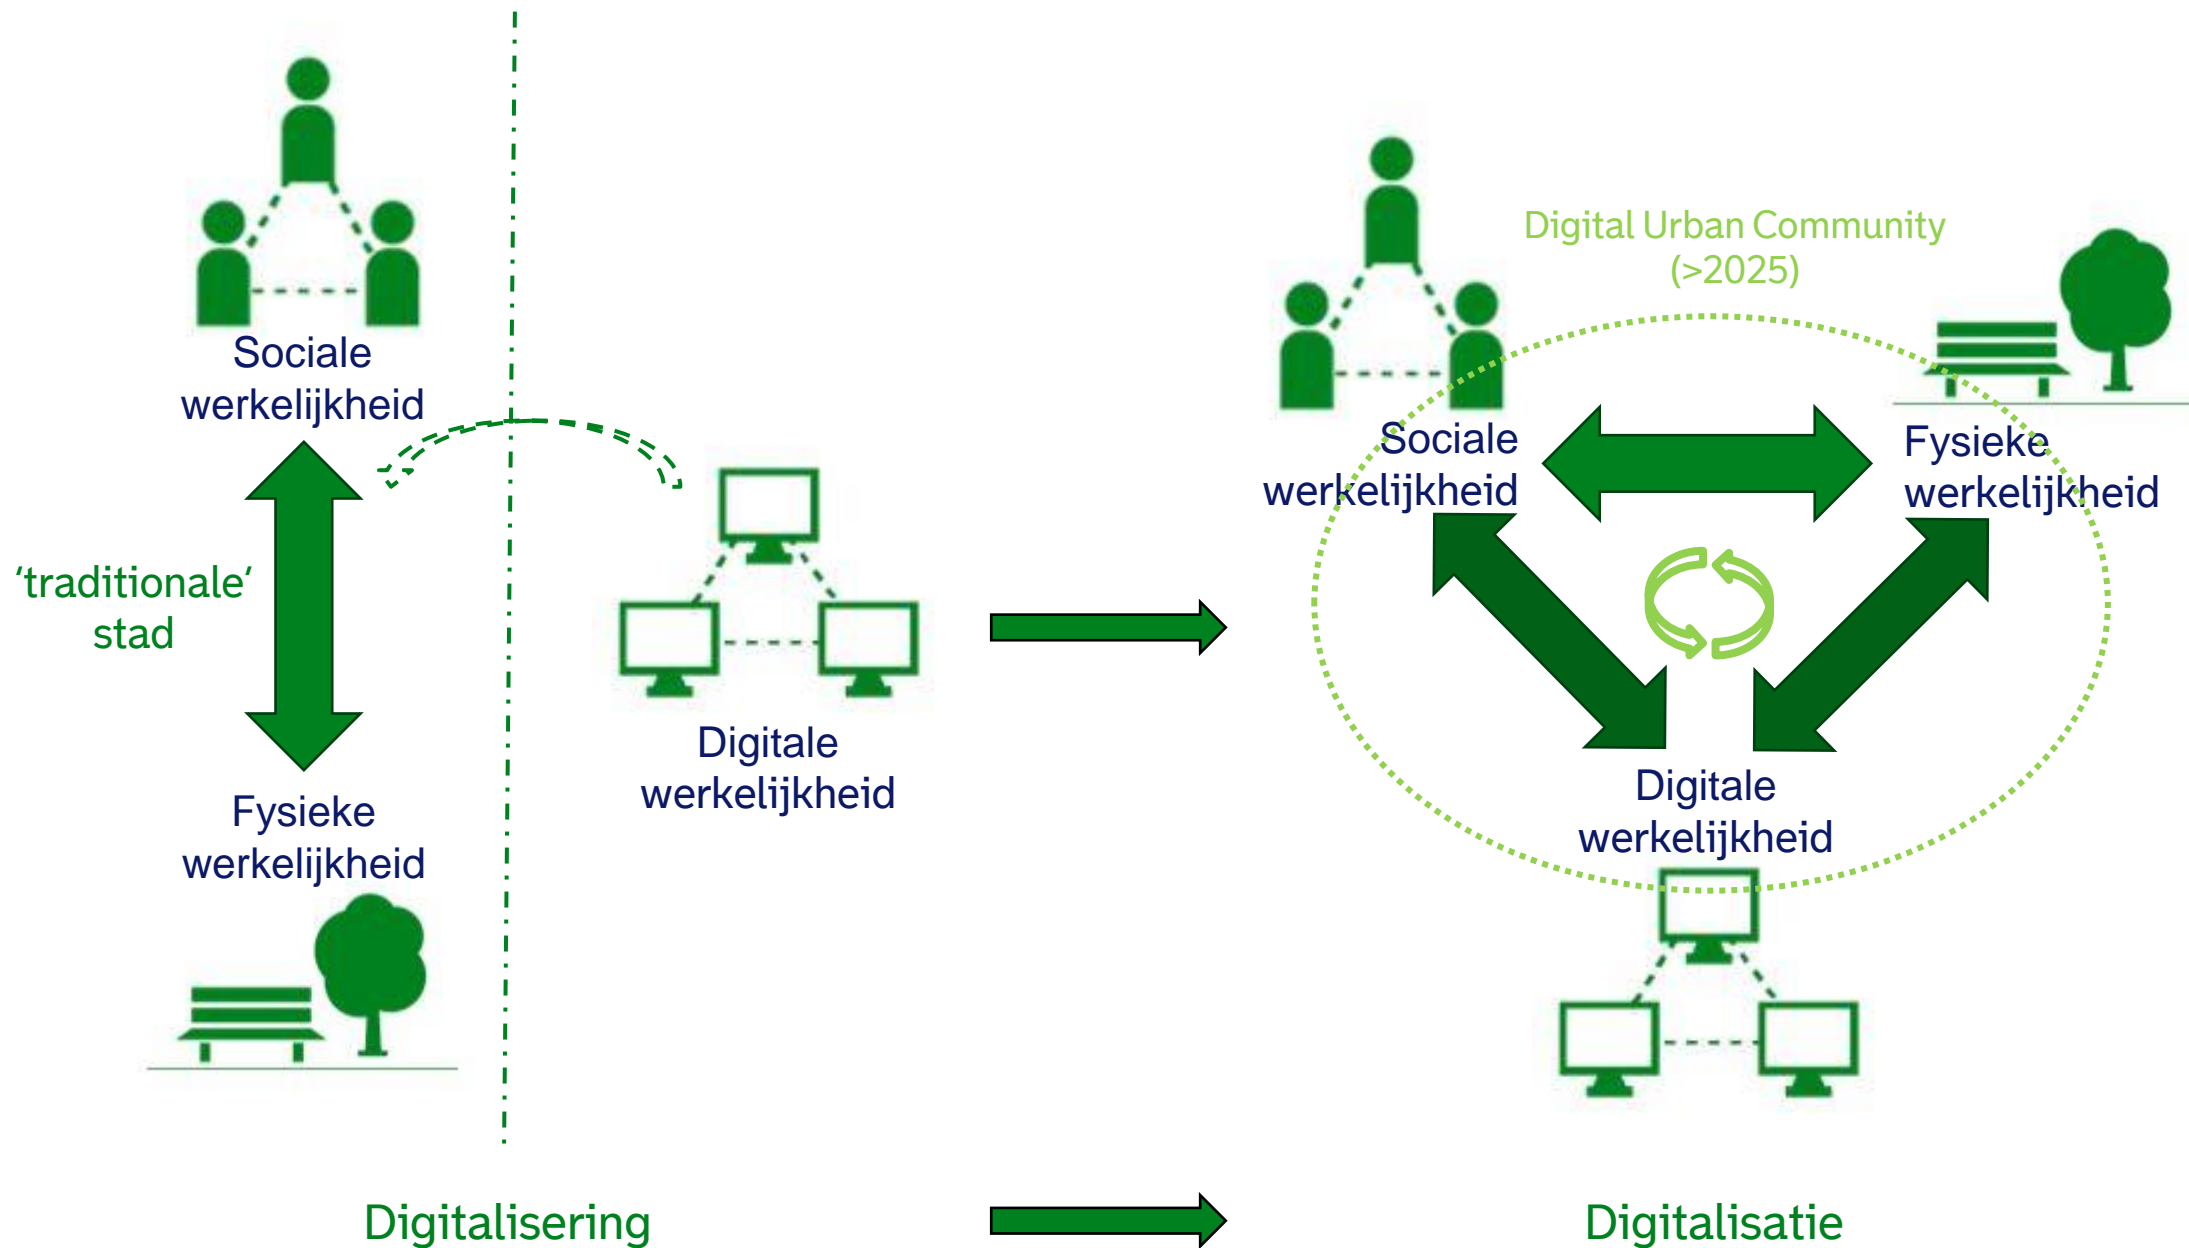 Sociale
werkelijkheid
'traditionale'
stad
Fysieke
werkelijkheid
Digitale
werkelijkheid
Digital Urban Community
(>2025)
Sociale
werkelijkheid
Fysieke
werkelijkheid
Digitale
werkelijkheid
Digitalisering
Digitalisatie